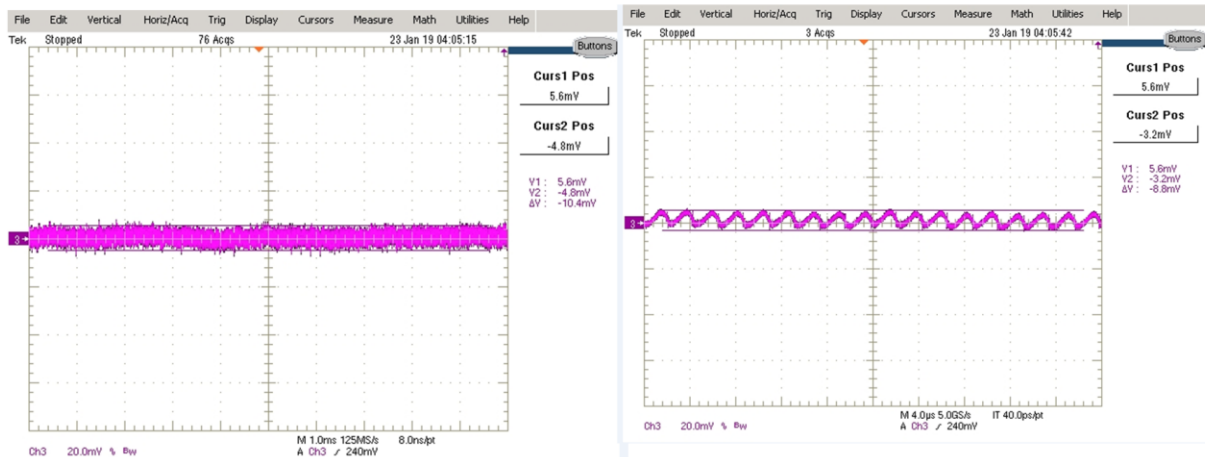 File Edit Vertical Horiz/Acq Trig Display Cursors Measure Math Utilities Help
Tek Stopped 76 Acqs 23 Jan 19 04:05:15
Buttons
Curs1 Pos
5.6mV
Curs2 Pos
-4.8mV
V1 : 5.6mV
V2 : -4.8mV
ΔV : -10.4mV
3
Ch3 20.0mV % Bw
M 1.0ms 125MS/s 8.0ns/pt
A Ch3 / 240mV
File Edit Vertical Horiz/Acq Trig Display Cursors Measure Math Utilities Help
Tek Stopped 3 Acqs 23 Jan 19 04:05:42
Buttons
Curs1 Pos
5.6mV
Curs2 Pos
-3.2mV
V1 : 5.6mV
V2 : -3.2mV
ΔV : -8.8mV
3
Ch3 20.0mV % Bw
M 4.0µs 5.0GS/s IT 40.0ps/pt
A Ch3 / 240mV